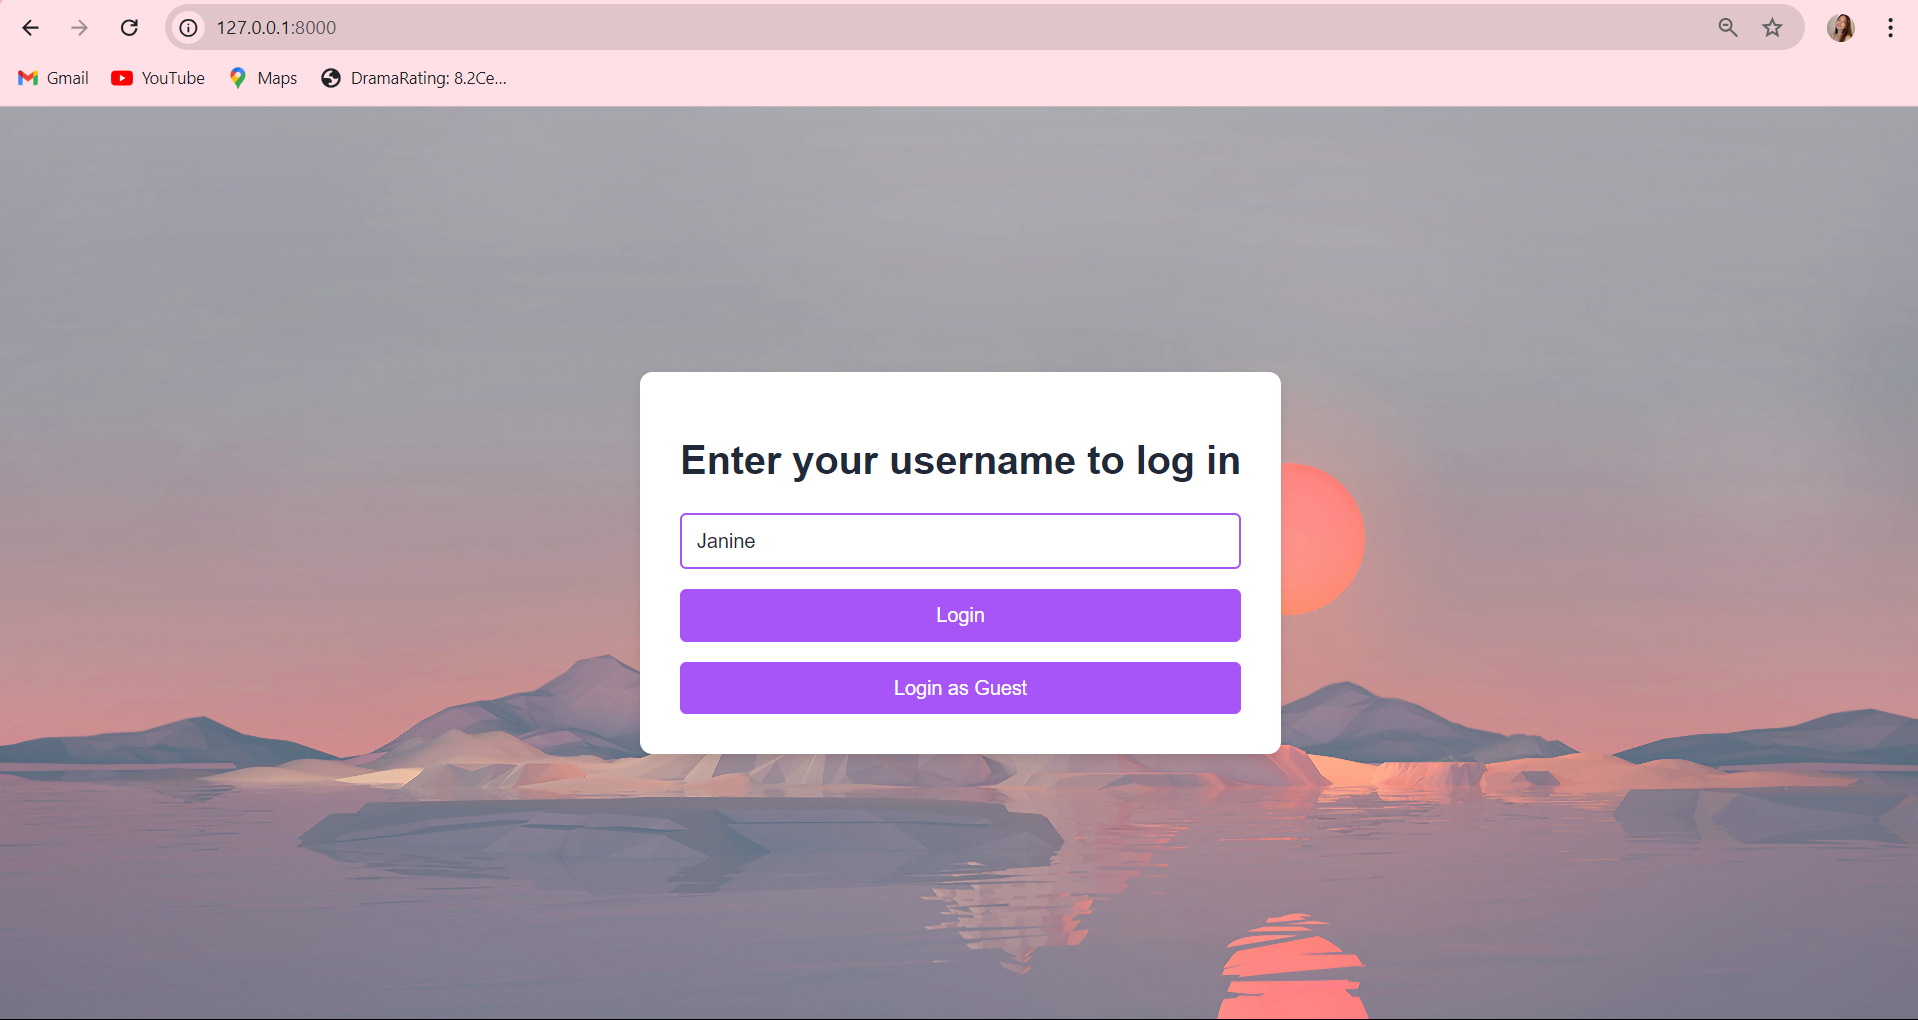 127.0.0.1:8000
Gmail YouTube Maps DramaRating: 8.2Ce...
Enter your username to log in
Janine
Login
Login as Guest